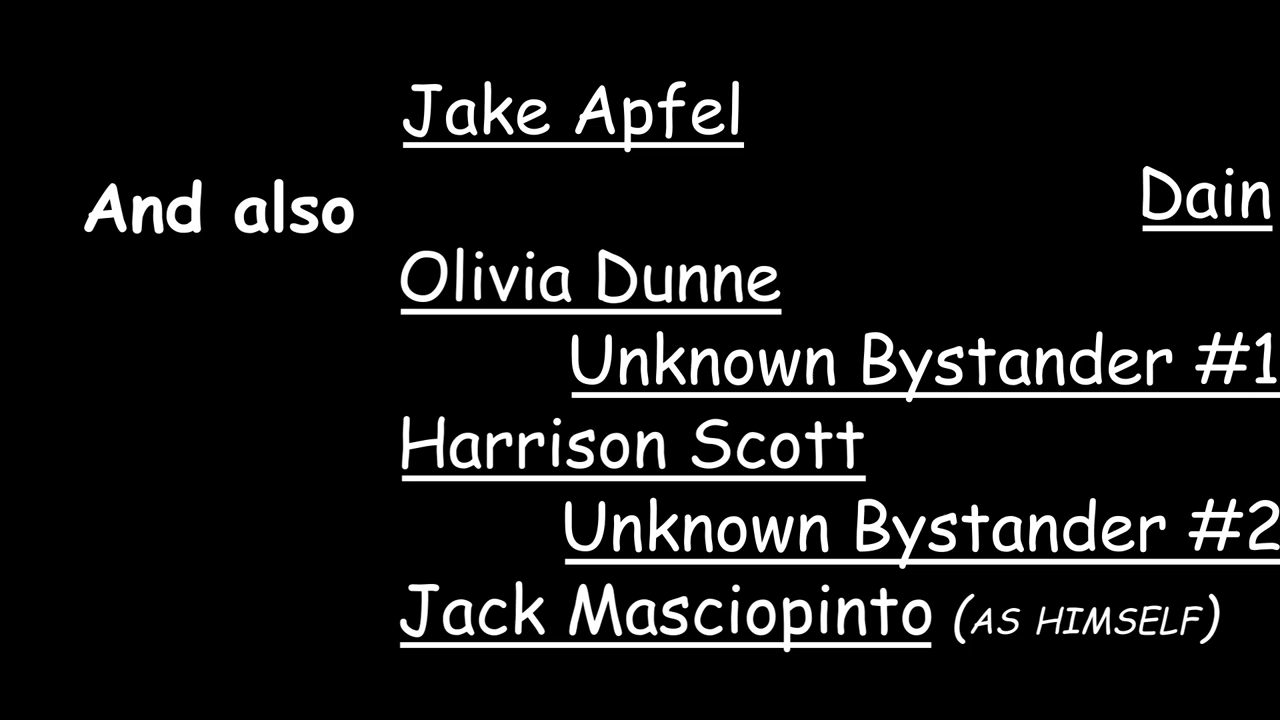 Jake Apfel
Dain
And also
Olivia Dunne
Unknown Bystander #1
Harrison Scott
Unknown Bystander #2
Jack Masciopinto (AS HIMSELF)